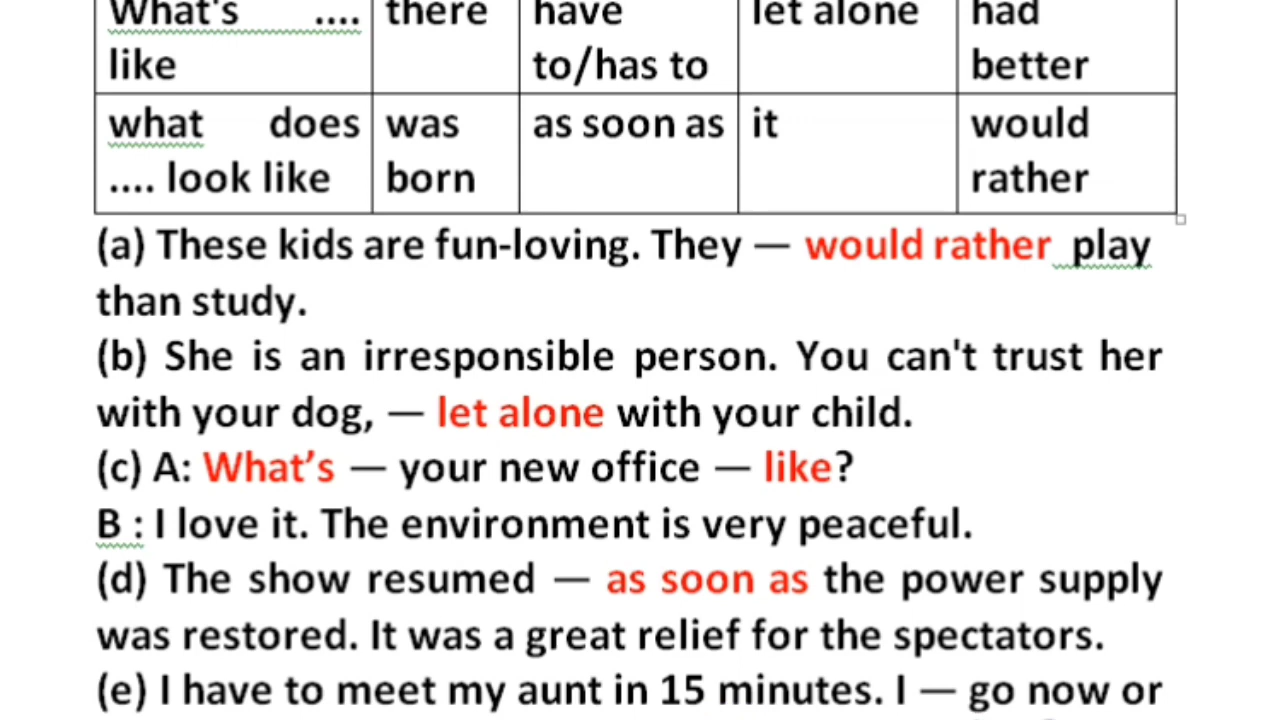 What's .... like there have to/has to let alone had better
what does .... look like was born as soon as it would rather
(a) These kids are fun-loving. They — would rather play
than study.
(b) She is an irresponsible person. You can't trust her
with your dog, — let alone with your child.
(c) A: What’s — your new office — like?
B : I love it. The environment is very peaceful.
(d) The show resumed — as soon as the power supply
was restored. It was a great relief for the spectators.
(e) I have to meet my aunt in 15 minutes. I — go now or